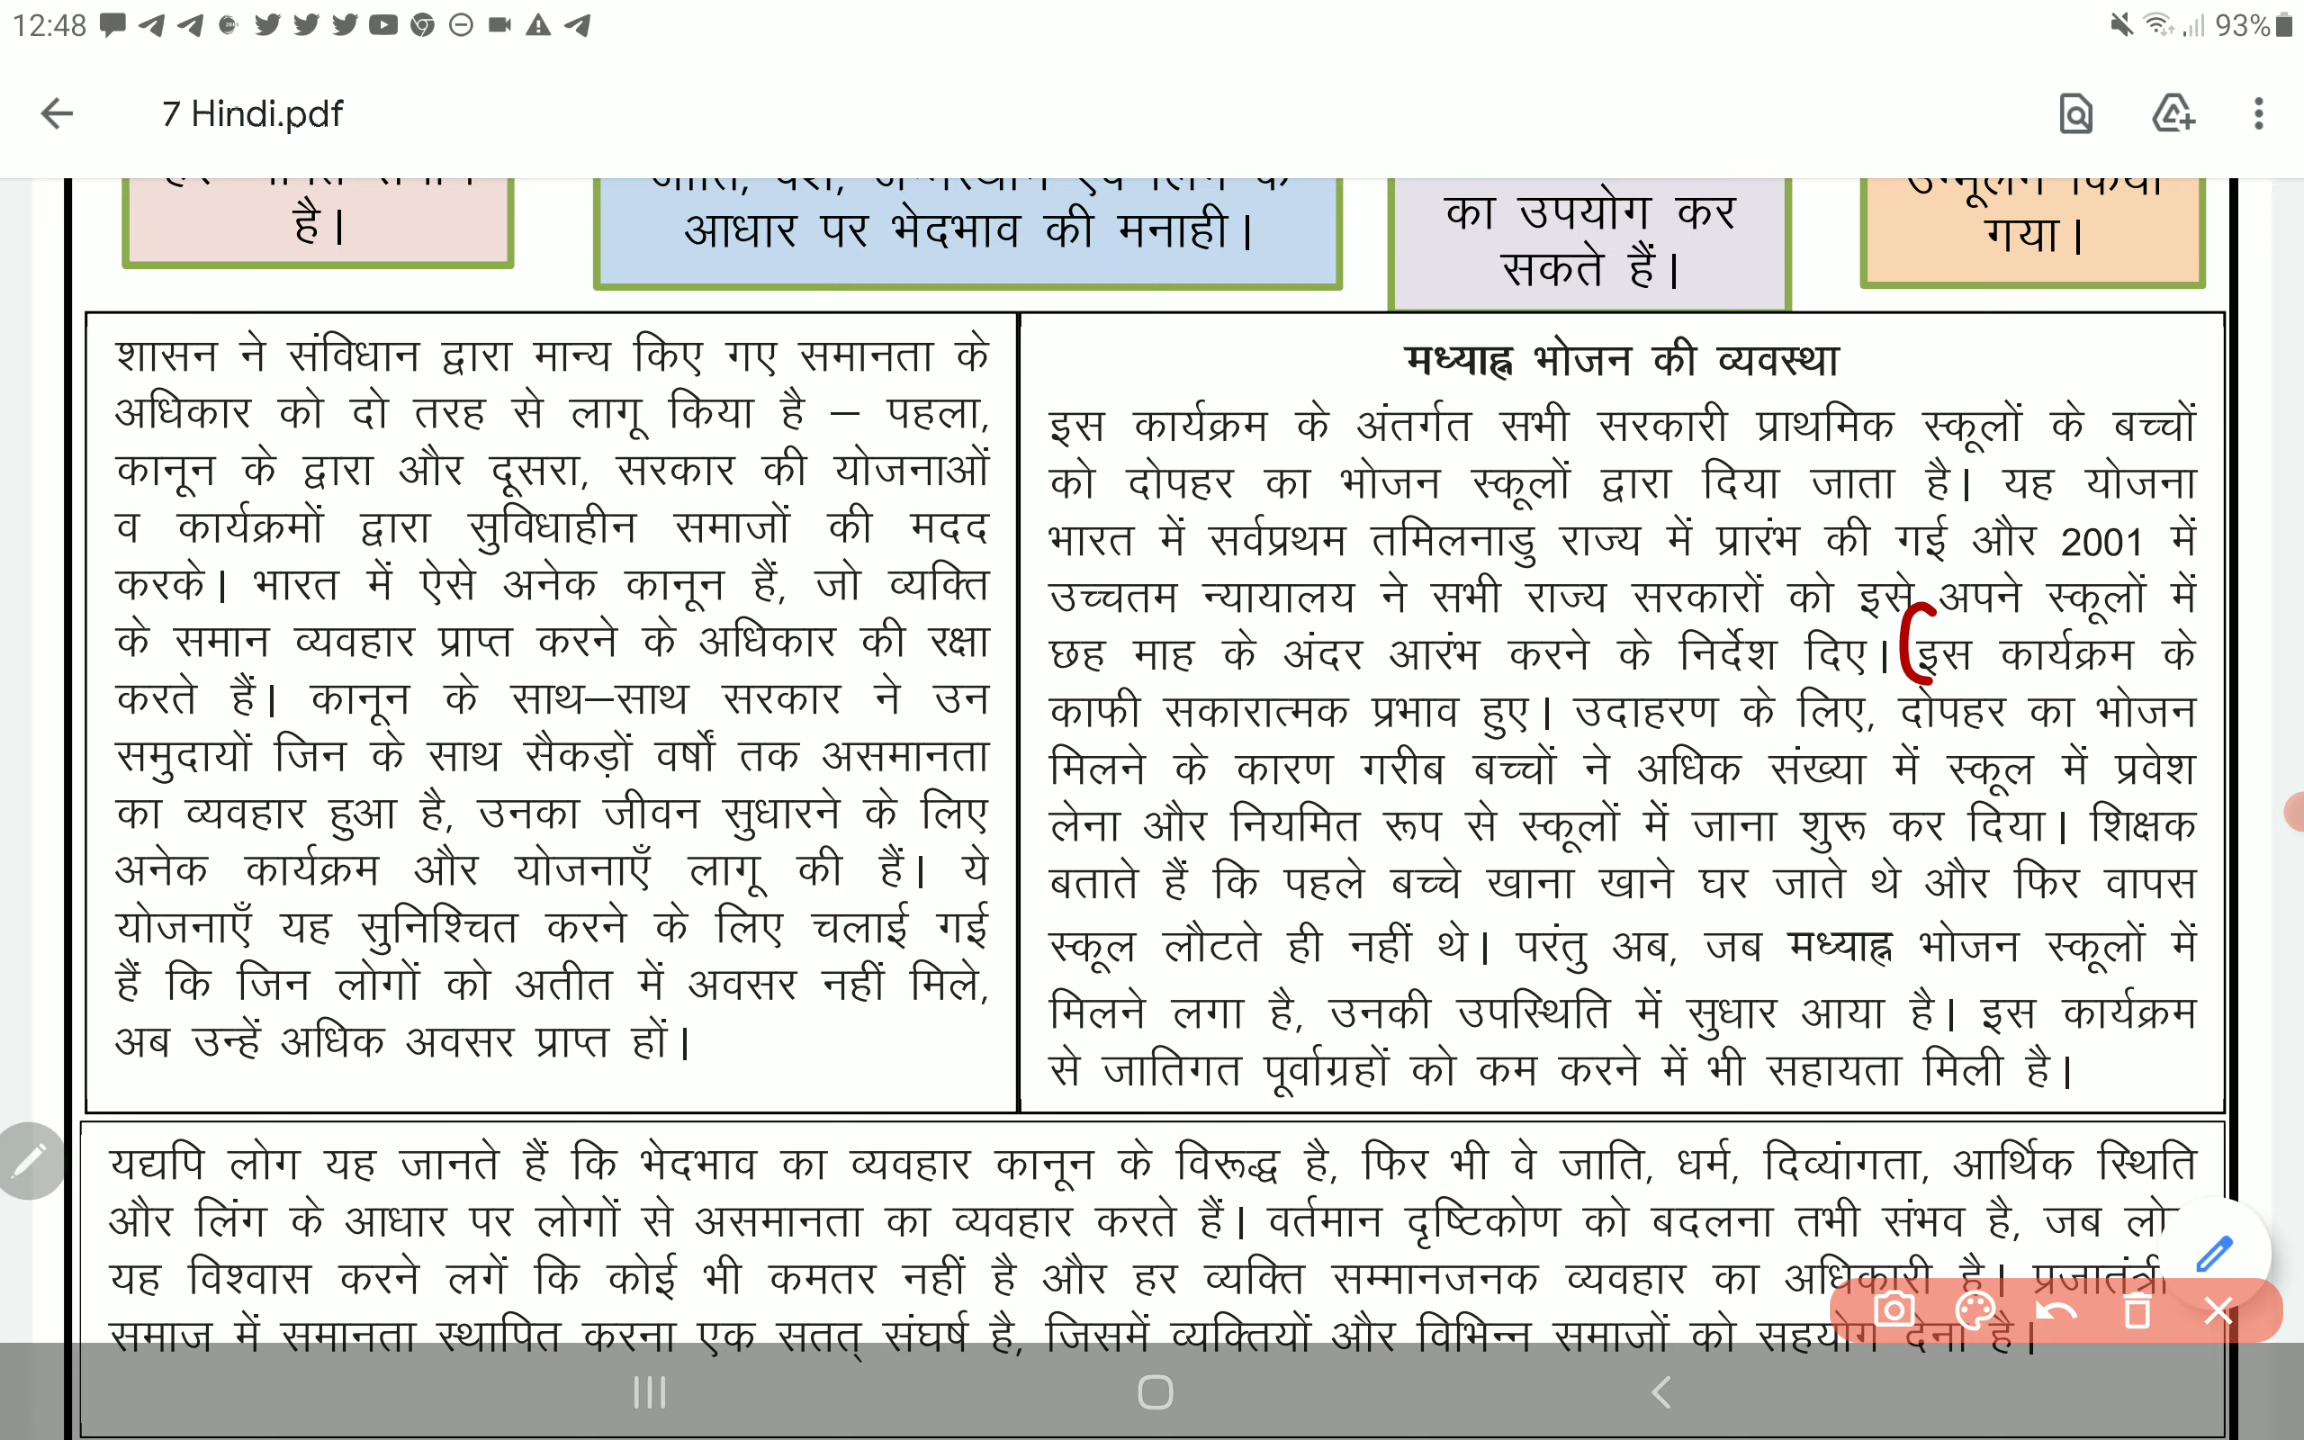 12:48
93%
7 Hindi.pdf
है।
आधार पर भेदभाव की मनाही।
का उपयोग कर
सकते हैं।
उन्मूलन किया
गया।
शासन ने संविधान द्वारा मान्य किए गए समानता के
अधिकार को दो तरह से लागू किया है – पहला,
कानून के द्वारा और दूसरा, सरकार की योजनाओं
व कार्यक्रमों द्वारा सुविधाहीन समाजों की मदद
करके। भारत में ऐसे अनेक कानून हैं, जो व्यक्ति
के समान व्यवहार प्राप्त करने के अधिकार की रक्षा
करते हैं। कानून के साथ–साथ सरकार ने उन
समुदायों जिन के साथ सैकड़ों वर्षों तक असमानता
का व्यवहार हुआ है, उनका जीवन सुधारने के लिए
अनेक कार्यक्रम और योजनाएँ लागू की हैं। ये
योजनाएँ यह सुनिश्चित करने के लिए चलाई गई
हैं कि जिन लोगों को अतीत में अवसर नहीं मिले,
अब उन्हें अधिक अवसर प्राप्त हों।
मध्याह्न भोजन की व्यवस्था
इस कार्यक्रम के अंतर्गत सभी सरकारी प्राथमिक स्कूलों के बच्चों
को दोपहर का भोजन स्कूलों द्वारा दिया जाता है। यह योजना
भारत में सर्वप्रथम तमिलनाडु राज्य में प्रारंभ की गई और 2001 में
उच्चतम न्यायालय ने सभी राज्य सरकारों को इसे अपने स्कूलों में
छह माह के अंदर आरंभ करने के निर्देश दिए। इस कार्यक्रम के
काफी सकारात्मक प्रभाव हुए। उदाहरण के लिए, दोपहर का भोजन
मिलने के कारण गरीब बच्चों ने अधिक संख्या में स्कूल में प्रवेश
लेना और नियमित रूप से स्कूलों में जाना शुरू कर दिया। शिक्षक
बताते हैं कि पहले बच्चे खाना खाने घर जाते थे और फिर वापस
स्कूल लौटते ही नहीं थे। परंतु अब, जब मध्याह्न भोजन स्कूलों में
मिलने लगा है, उनकी उपस्थिति में सुधार आया है। इस कार्यक्रम
से जातिगत पूर्वाग्रहों को कम करने में भी सहायता मिली है।
यद्यपि लोग यह जानते हैं कि भेदभाव का व्यवहार कानून के विरूद्ध है, फिर भी वे जाति, धर्म, दिव्यांगता, आर्थिक स्थिति
और लिंग के आधार पर लोगों से असमानता का व्यवहार करते हैं। वर्तमान दृष्टिकोण को बदलना तभी संभव है, जब
यह विश्वास करने लगें कि कोई भी कमतर नहीं है और हर व्यक्ति सम्मानजनक व्यवहार का अधिकारी है।
समाज में समानता स्थापित करना एक सतत् संघर्ष है, जिसमें व्यक्तियों और विभिन्न समाजों को सहयोग देना है।